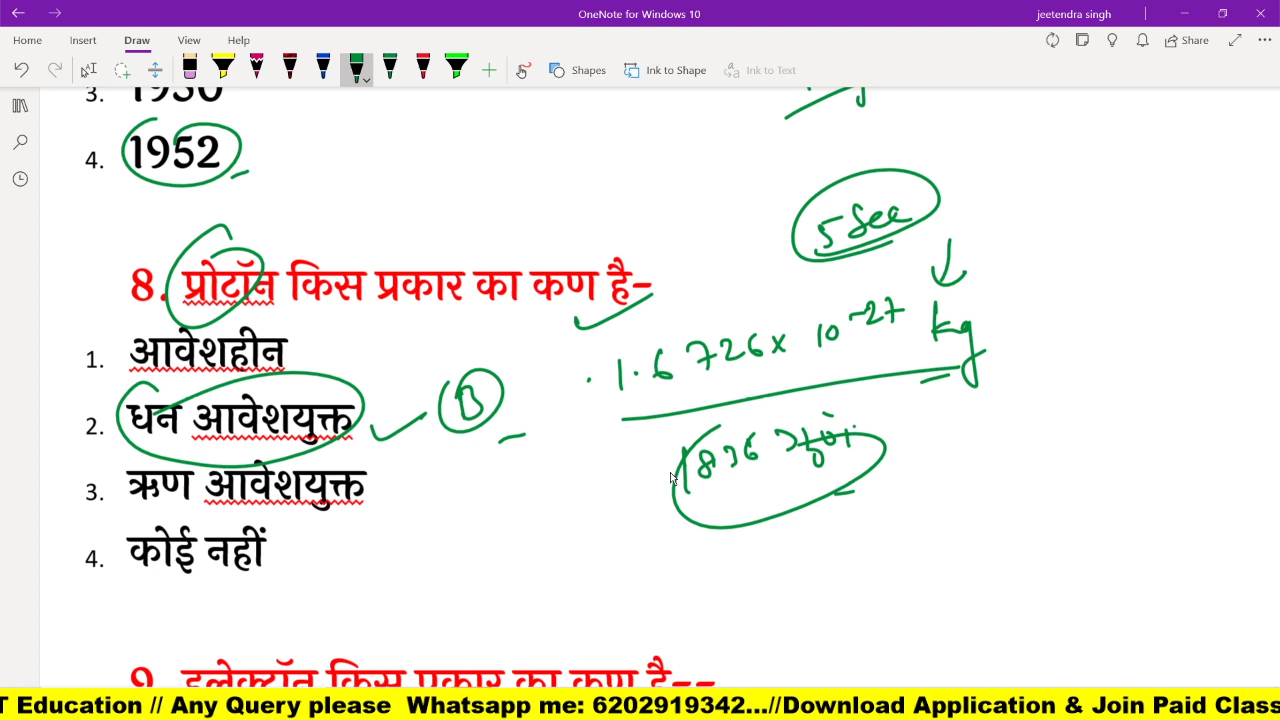 OneNote for Windows 10
jeetendra singh
Home Insert Draw View Help
Share
Shapes Ink to Shape Ink to Text
3. 1930
4. 1952
5 Sec
8. प्रोटॉन किस प्रकार का कण है-
1. आवेशहीन
1.6726x 10-27 kg
2. धन आवेशयुक्त
B
1836
3. ऋण आवेशयुक्त
4. कोई नहीं
9. इलेक्ट्रॉन किस प्रकार का कण है--
T Education // Any Query please Whatsapp me: 6202919342...//Download Application & Join Paid Class